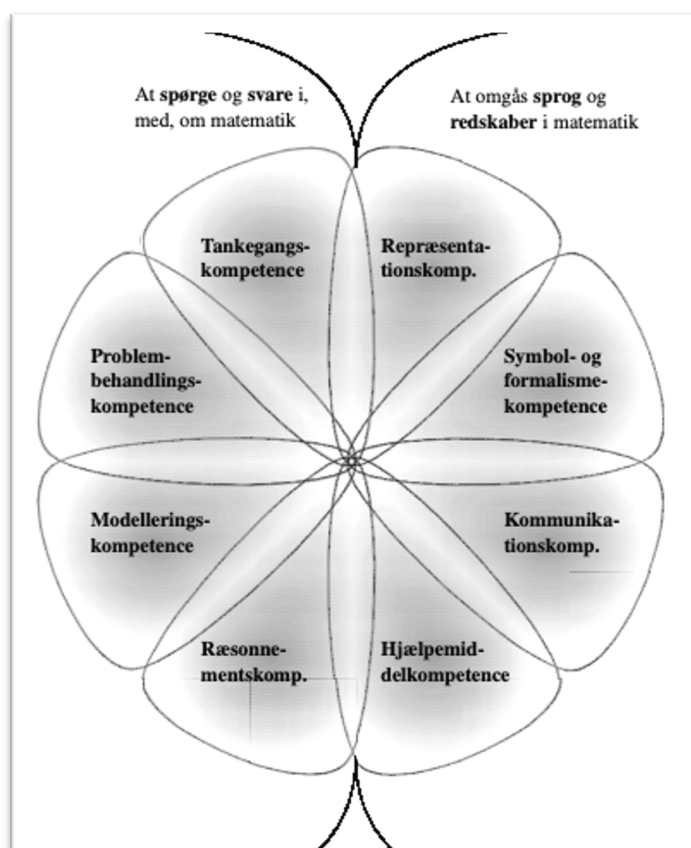 At spørge og svare i,
med, om matematik
At omgås sprog og
redskaber i matematik
Tankegangs-
kompetence
Repræsenta-
tionskomp.
Problem-
behandlings-
kompetence
Symbol- og
formalisme-
kompetence
Modellerings-
kompetence
Kommunika-
tionskomp.
Ræsonne-
mentskomp.
Hjælpemid-
delkompetence